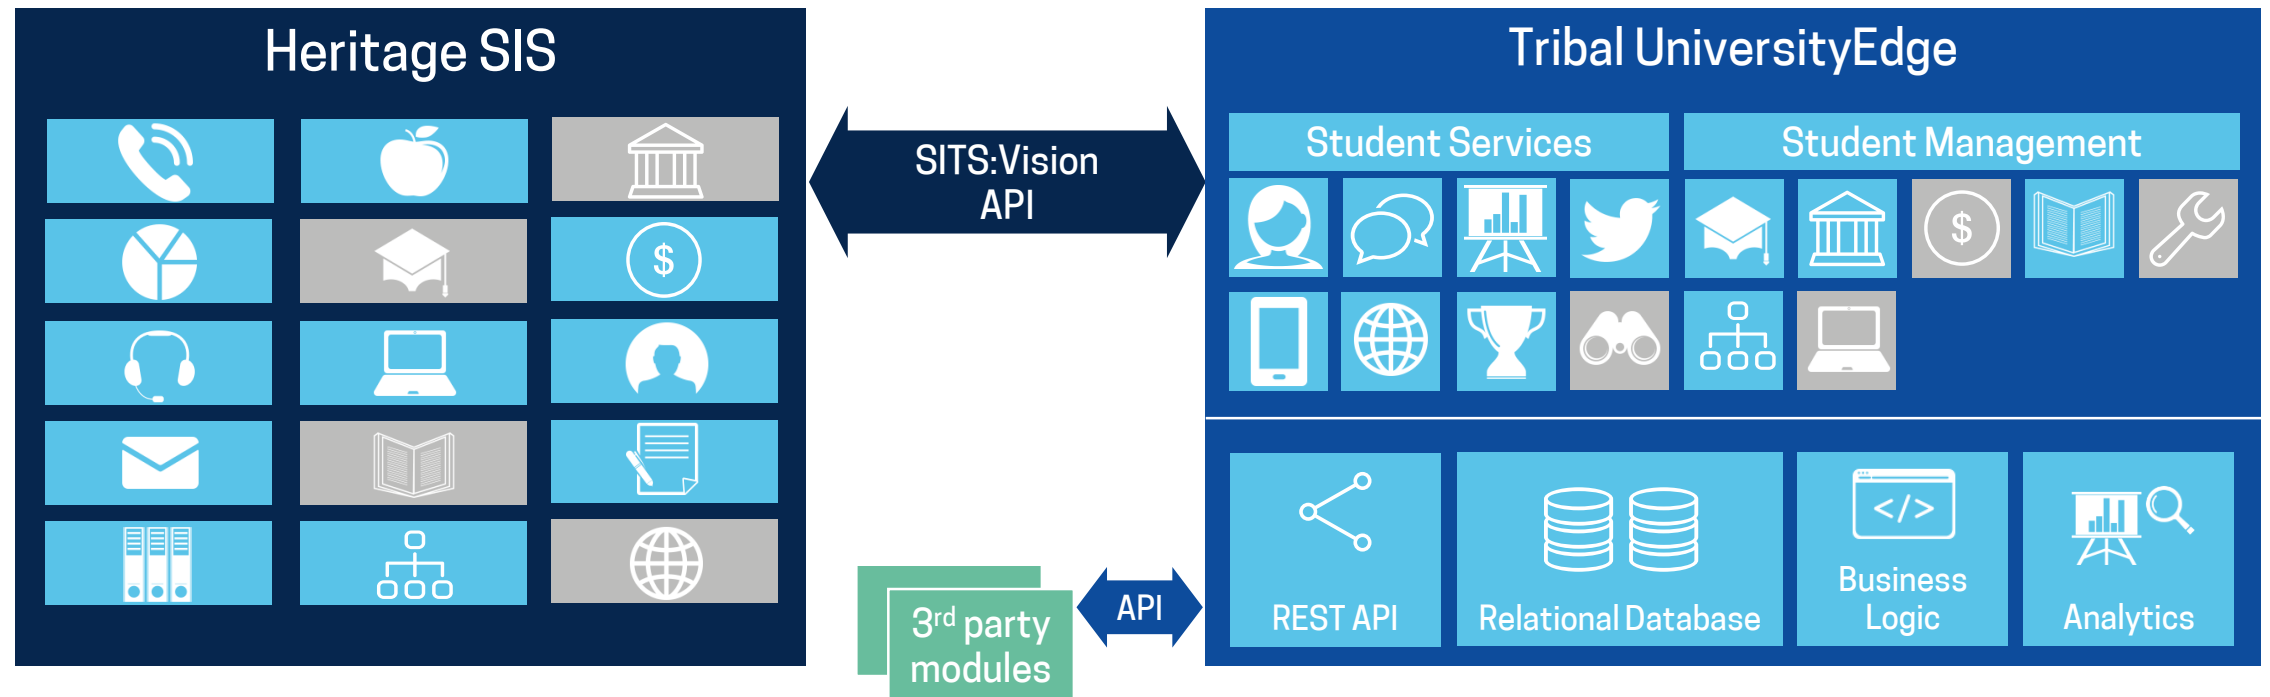 Heritage SIS
$
SITS:Vision
API
3rd party
modules
API
Tribal UniversityEdge
Student Services
Student Management
$
REST API
Relational Database
</>
Business
Logic
Analytics